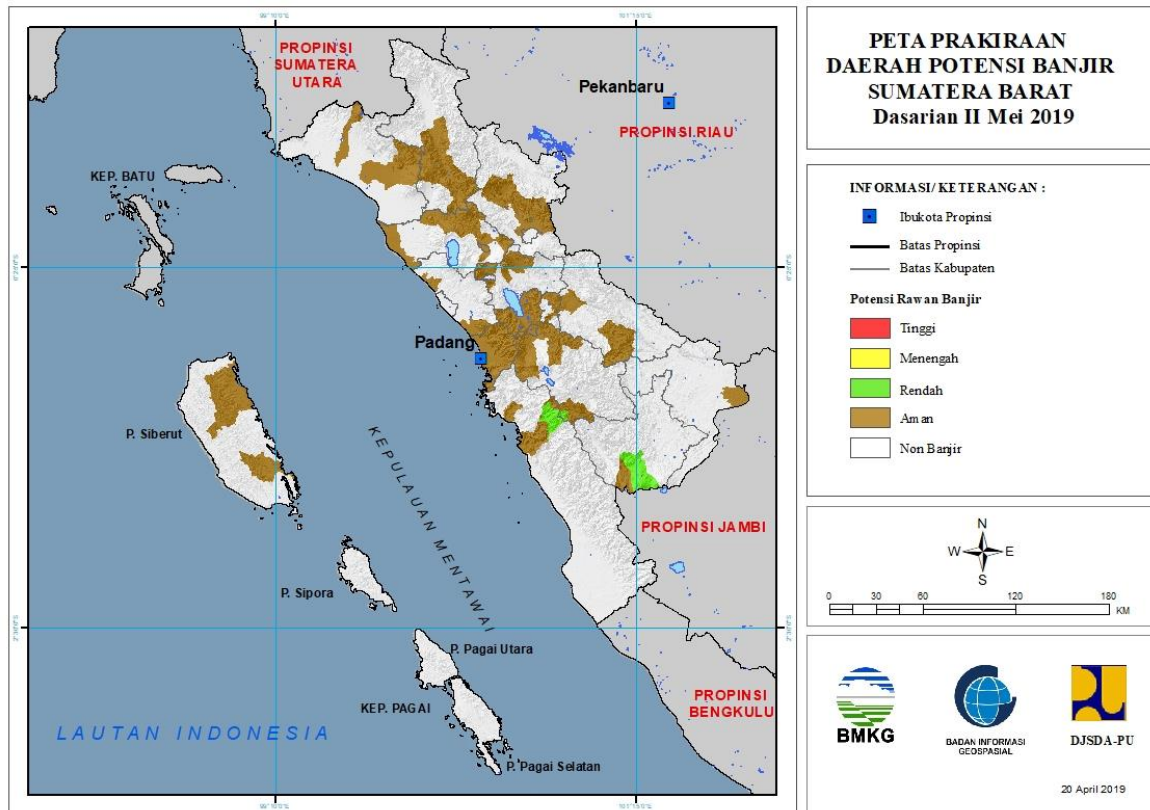 PETA PRAKIRAAN
DAERAH POTENSI BANJIR
SUMATERA BARAT
Dasarian II Mei 2019
INFORMASI/ KETERANGAN :
Ibukota Propinsi
Batas Propinsi
Batas Kabupaten
Potensi Rawan Banjir
Tinggi
Menengah
Rendah
Aman
Non Banjir
N
W E
S
0 30 60 120 180
KM
BMKG
BADAN INFORMASI
GEOSPASIAL
DJSDA-PU
20 April 2019
PROPINSI
SUMATERA
UTARA
Pekanbaru
PROPINSI RIAU
KEP. BATU
Padang
P. Siberut
KEPULAUAN MENTAWAI
PROPINSI JAMBI
P. Sipora
P. Pagai Utara
KEP. PAGAI
PROPINSI
BENGKULU
LAUTAN INDONESIA
P. Pagai Selatan